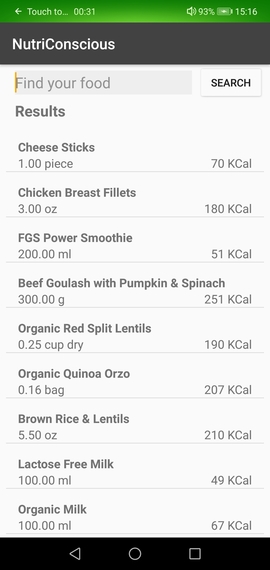 Touch to... 00:31 93% 15:16
NutriConscious
Find your food SEARCH
Results
Cheese Sticks
1.00 piece 70 KCal
Chicken Breast Fillets
3.00 oz 180 KCal
FGS Power Smoothie
200.00 ml 51 KCal
Beef Goulash with Pumpkin & Spinach
300.00 g 251 KCal
Organic Red Split Lentils
0.25 cup dry 190 KCal
Organic Quinoa Orzo
0.16 bag 207 KCal
Brown Rice & Lentils
5.50 oz 210 KCal
Lactose Free Milk
100.00 ml 49 KCal
Organic Milk
100.00 ml 67 KCal